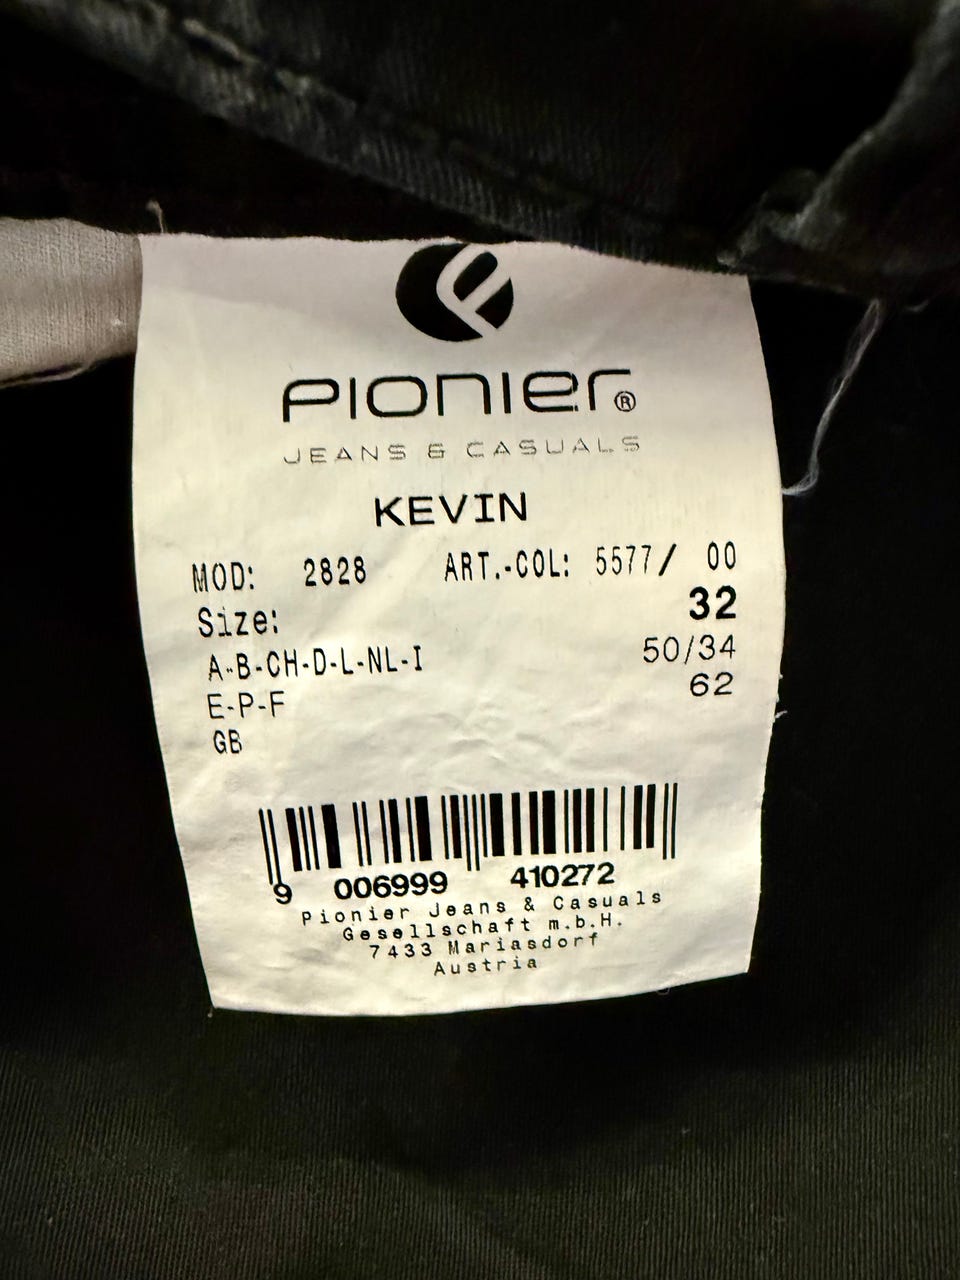 PIONIER®
JEANS & CASUALS
KEVIN
MOD: 2828 ART.-COL: 5577/ 00
Size: 32
A-B-CH-D-L-NL-I 50/34
E-P-F 62
GB
9 006999 410272
Pionier Jeans & Casuals
Gesellschaft m.b.H.
7433 Mariasdorf
Austria